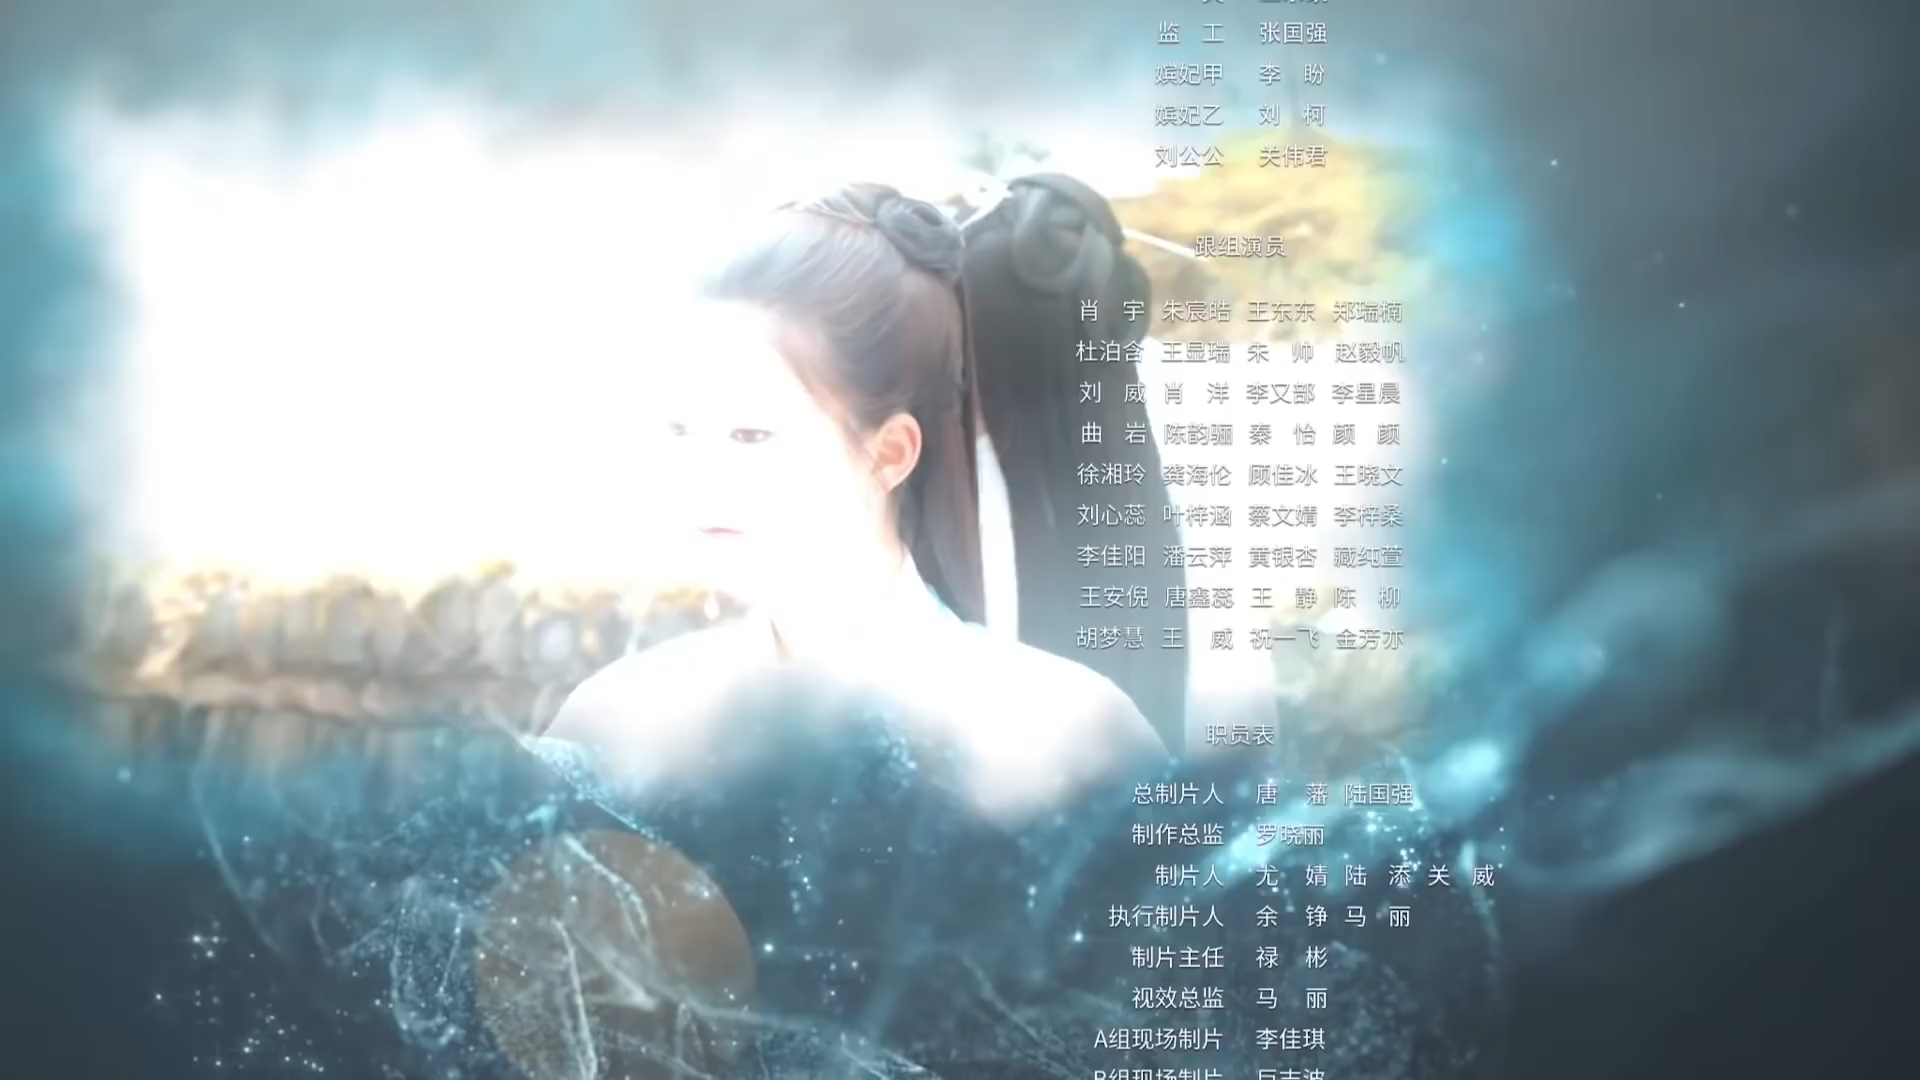 监 工 张国强
嫔妃甲 李 盼
嫔妃乙 刘 柯
刘公公 关伟君
跟组演员
肖 宇 朱宸皓 王东东 郑瑞楠
杜泊含 王显瑞 朱 帅 赵毅帆
刘 威 肖 洋 李又部 李星晨
曲 岩 陈韵骊 秦 怡 颜 颜
徐湘玲 龚海伦 顾佳冰 王晓文
刘心蕊 叶梓涵 蔡文婧 李梓桑
李佳阳 潘云萍 黄银杏 臧纯萱
王安倪 唐鑫蕊 王 静 陈 柳
胡梦慧 王 威 祝一飞 金芳亦
职员表
总制片人 唐 藩 陆国强
制作总监 罗晓丽
制片人 尤 婧 陆 添 关 威
执行制片人 余 铮 马 丽
制片主任 禄 彬
视效总监 马 丽
A组现场制片 李佳琪
B组现场制片